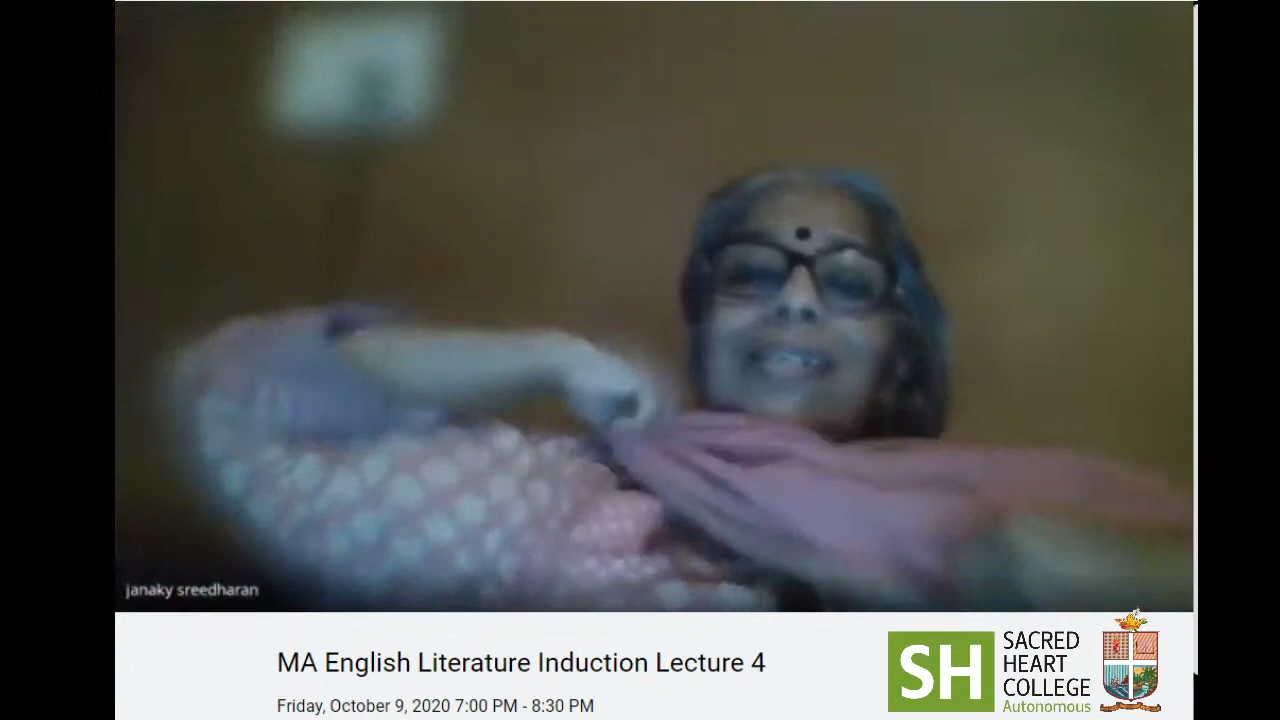 janaky sreedharan
MA English Literature Induction Lecture 4
Friday, October 9, 2020 7:00 PM - 8:30 PM
SH
SACRED
HEART
COLLEGE
Autonomous